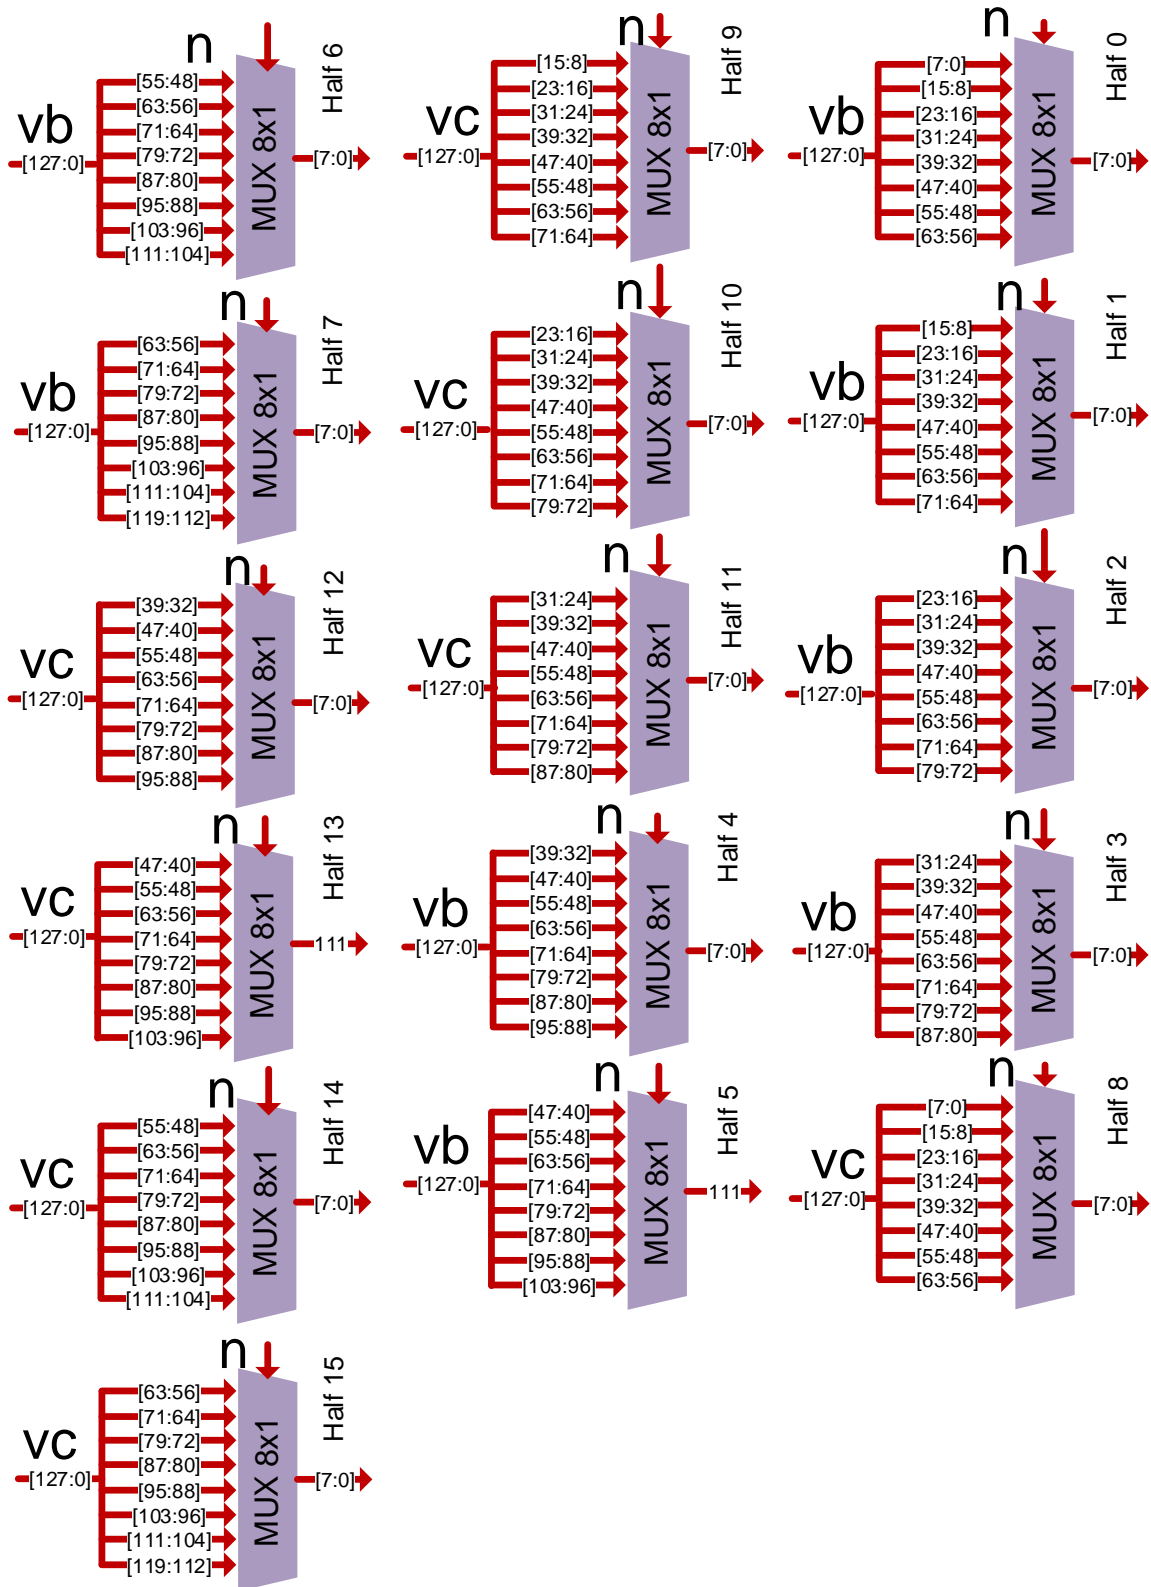 n
Half 6
vb
[127:0]
[55:48]
[63:56]
[71:64]
[79:72]
[87:80]
[95:88]
[103:96]
[111:104]
MUX 8x1
[7:0]
n
Half 9
vc
[127:0]
[15:8]
[23:16]
[31:24]
[39:32]
[47:40]
[55:48]
[63:56]
[71:64]
MUX 8x1
[7:0]
n
Half 0
vb
[127:0]
[7:0]
[15:8]
[23:16]
[31:24]
[39:32]
[47:40]
[55:48]
[63:56]
MUX 8x1
[7:0]
n
Half 7
vb
[127:0]
[63:56]
[71:64]
[79:72]
[87:80]
[95:88]
[103:96]
[111:104]
[119:112]
MUX 8x1
[7:0]
n
Half 10
vc
[127:0]
[23:16]
[31:24]
[39:32]
[47:40]
[55:48]
[63:56]
[71:64]
[79:72]
MUX 8x1
[7:0]
n
Half 1
vb
[127:0]
[15:8]
[23:16]
[31:24]
[39:32]
[47:40]
[55:48]
[63:56]
[71:64]
MUX 8x1
[7:0]
n
Half 12
vc
[127:0]
[39:32]
[47:40]
[55:48]
[63:56]
[71:64]
[79:72]
[87:80]
[95:88]
MUX 8x1
[7:0]
n
Half 11
vc
[127:0]
[31:24]
[39:32]
[47:40]
[55:48]
[63:56]
[71:64]
[79:72]
[87:80]
MUX 8x1
[7:0]
n
Half 2
vb
[127:0]
[23:16]
[31:24]
[39:32]
[47:40]
[55:48]
[63:56]
[71:64]
[79:72]
MUX 8x1
[7:0]
n
Half 13
vc
[127:0]
[47:40]
[55:48]
[63:56]
[71:64]
[79:72]
[87:80]
[95:88]
[103:96]
MUX 8x1
111
n
Half 4
vb
[127:0]
[39:32]
[47:40]
[55:48]
[63:56]
[71:64]
[79:72]
[87:80]
[95:88]
MUX 8x1
[7:0]
n
Half 3
vb
[127:0]
[31:24]
[39:32]
[47:40]
[55:48]
[63:56]
[71:64]
[79:72]
[87:80]
MUX 8x1
[7:0]
n
Half 14
vc
[127:0]
[55:48]
[63:56]
[71:64]
[79:72]
[87:80]
[95:88]
[103:96]
[111:104]
MUX 8x1
[7:0]
n
Half 5
vb
[127:0]
[47:40]
[55:48]
[63:56]
[71:64]
[79:72]
[87:80]
[95:88]
[103:96]
MUX 8x1
111
n
Half 8
vc
[127:0]
[7:0]
[15:8]
[23:16]
[31:24]
[39:32]
[47:40]
[55:48]
[63:56]
MUX 8x1
[7:0]
n
Half 15
vc
[127:0]
[63:56]
[71:64]
[79:72]
[87:80]
[95:88]
[103:96]
[111:104]
[119:112]
MUX 8x1
[7:0]